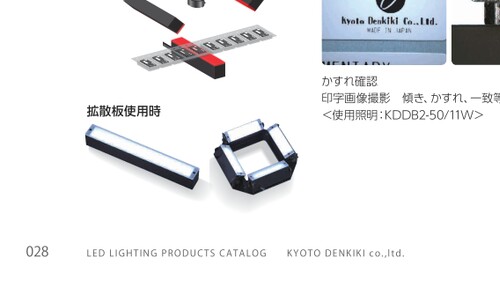 Kyoto Denkiki Co.,Ltd.
MADE IN JAPAN
かすれ確認
印字画像撮影　傾き、かすれ、一致等
＜使用照明：KDDB2-50/11W＞
拡散板使用時
028
LED LIGHTING PRODUCTS CATALOG
KYOTO DENKIKI co.,ltd.